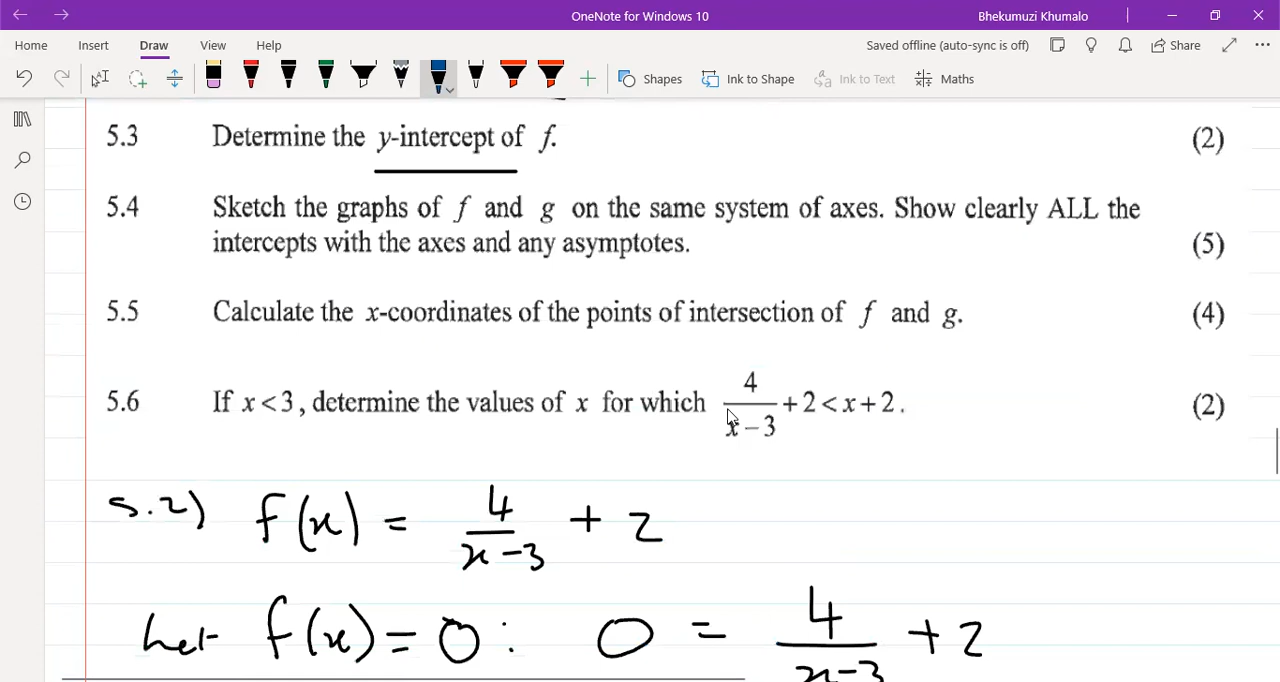 OneNote for Windows 10
Bhekumuzi Khumalo
Home Insert Draw View Help
Saved offline (auto-sync is off) Share
Shapes Ink to Shape Ink to Text Maths
5.3 Determine the y-intercept of f. (2)
5.4 Sketch the graphs of f and g on the same system of axes. Show clearly ALL the
intercepts with the axes and any asymptotes. (5)
5.5 Calculate the x-coordinates of the points of intersection of f and g. (4)
5.6 If x < 3, determine the values of x for which 4/(x − 3) + 2 < x + 2. (2)
5.2) f(x) = 4/(x − 3) + 2
let f(x) = 0 : 0 = 4/(x − 3) + 2